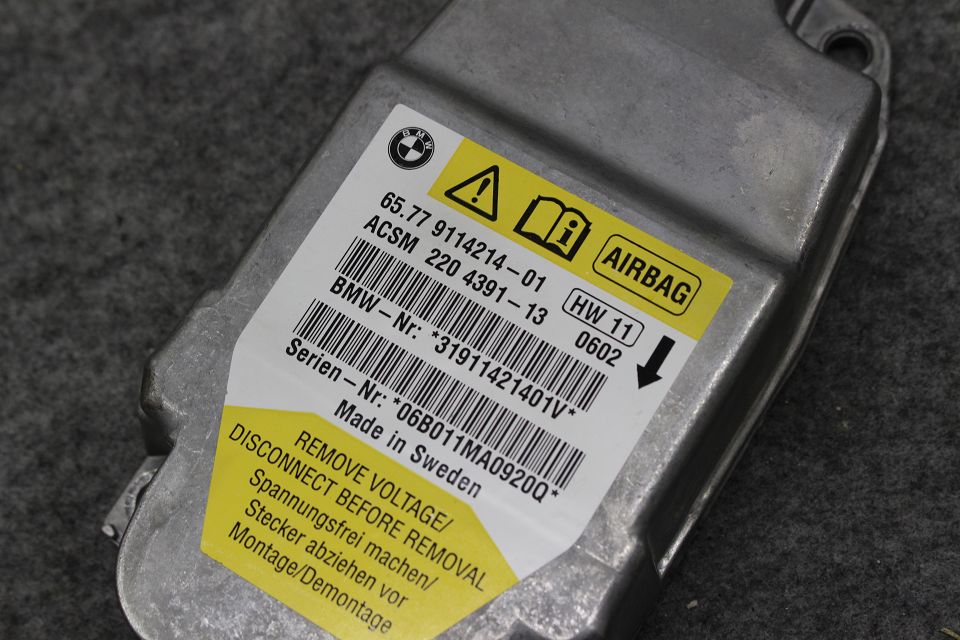 BMW
AIRBAG
65.77 9114214-01
HW 11
ACSM 220 4391-13
0602
BMW-Nr: *31911421401V*
Serien-Nr: *06B011MA0920Q*
Made in Sweden
REMOVE VOLTAGE/
DISCONNECT BEFORE REMOVAL
Spannungsfrei machen/
Stecker abziehen vor
Montage/Demontage